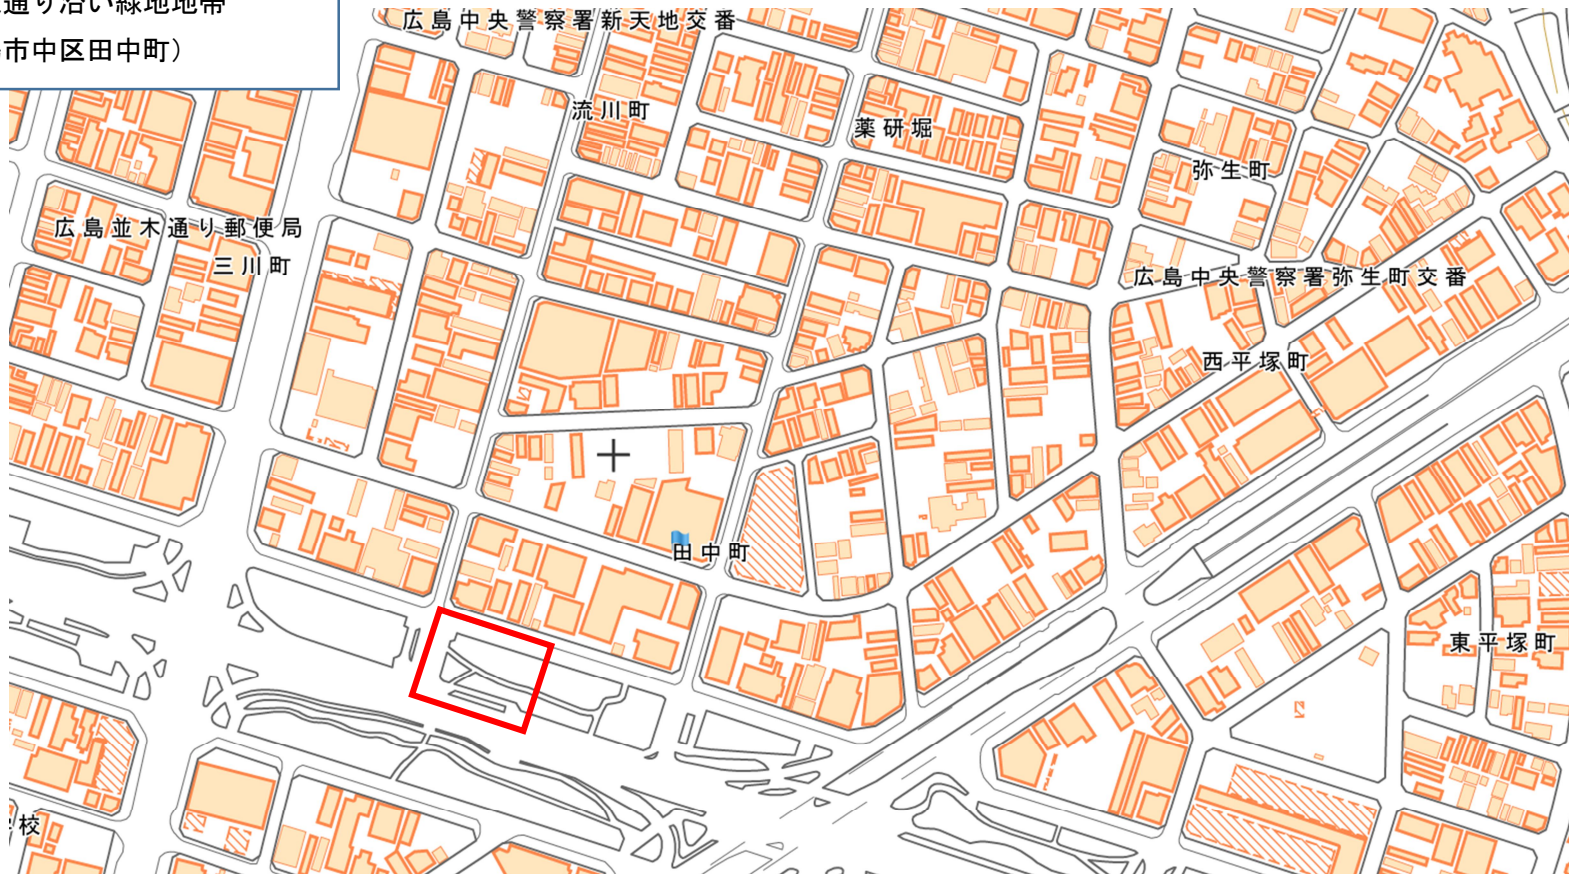 通り沿い緑地地帯
市中区田中町）
広島中央警察署新天地交番
流川町
薬研堀
弥生町
広島並木通り郵便局
三川町
広島中央警察署弥生町交番
西平塚町
田中町
東平塚町
校